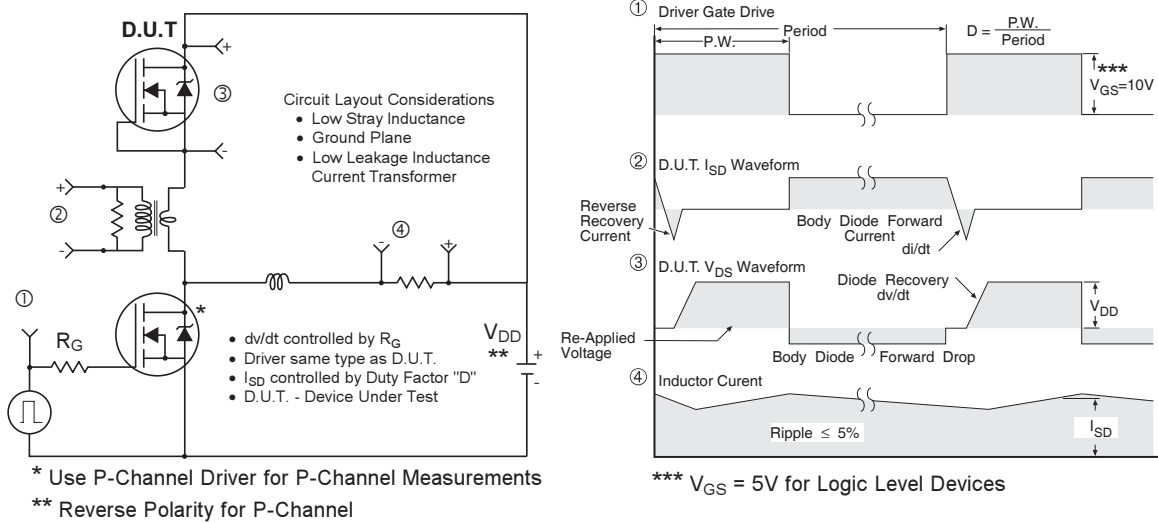 D.U.T
+
③
-
Circuit Layout Considerations
• Low Stray Inductance
• Ground Plane
• Low Leakage Inductance
Current Transformer
+
②
-
④
-
+
①
R_G
*
• dv/dt controlled by R_G
• Driver same type as D.U.T.
• I_SD controlled by Duty Factor "D"
• D.U.T. - Device Under Test
V_DD
**
+
-
* Use P-Channel Driver for P-Channel Measurements
** Reverse Polarity for P-Channel
① Driver Gate Drive
Period
P.W.
D = P.W.
Period
***
V_GS=10V
② D.U.T. I_SD Waveform
Reverse
Recovery
Current
Body Diode Forward
Current
di/dt
③ D.U.T. V_DS Waveform
Diode Recovery
dv/dt
V_DD
Re-Applied
Voltage
Body Diode Forward Drop
④ Inductor Curent
Ripple ≤ 5%
I_SD
*** V_GS = 5V for Logic Level Devices